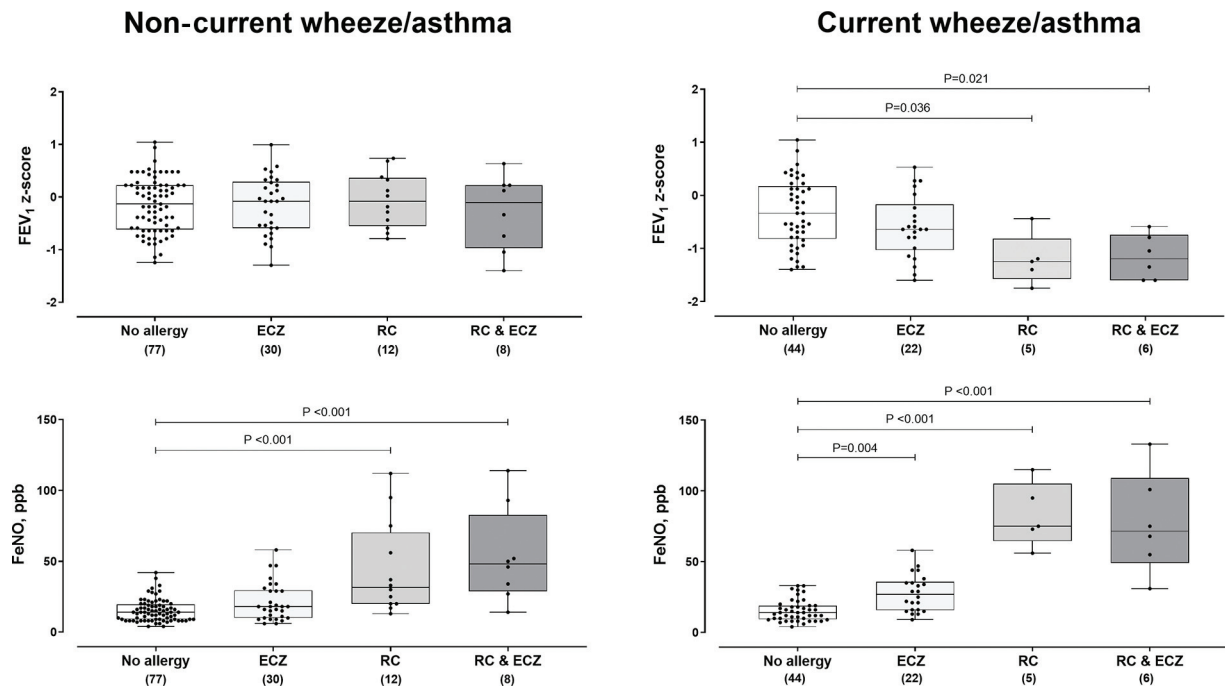 Non-current wheeze/asthma
Current wheeze/asthma
FEV1 z-score
2
1
0
-1
-2
No allergy
ECZ
RC
RC & ECZ
(77)
(30)
(12)
(8)
FEV1 z-score
2
1
0
-1
-2
P=0.021
P=0.036
No allergy
ECZ
RC
RC & ECZ
(44)
(22)
(5)
(6)
FeNO, ppb
150
100
50
0
P <0.001
P <0.001
No allergy
ECZ
RC
RC & ECZ
(77)
(30)
(12)
(8)
FeNO, ppb
150
100
50
0
P <0.001
P <0.001
P=0.004
No allergy
ECZ
RC
RC & ECZ
(44)
(22)
(5)
(6)